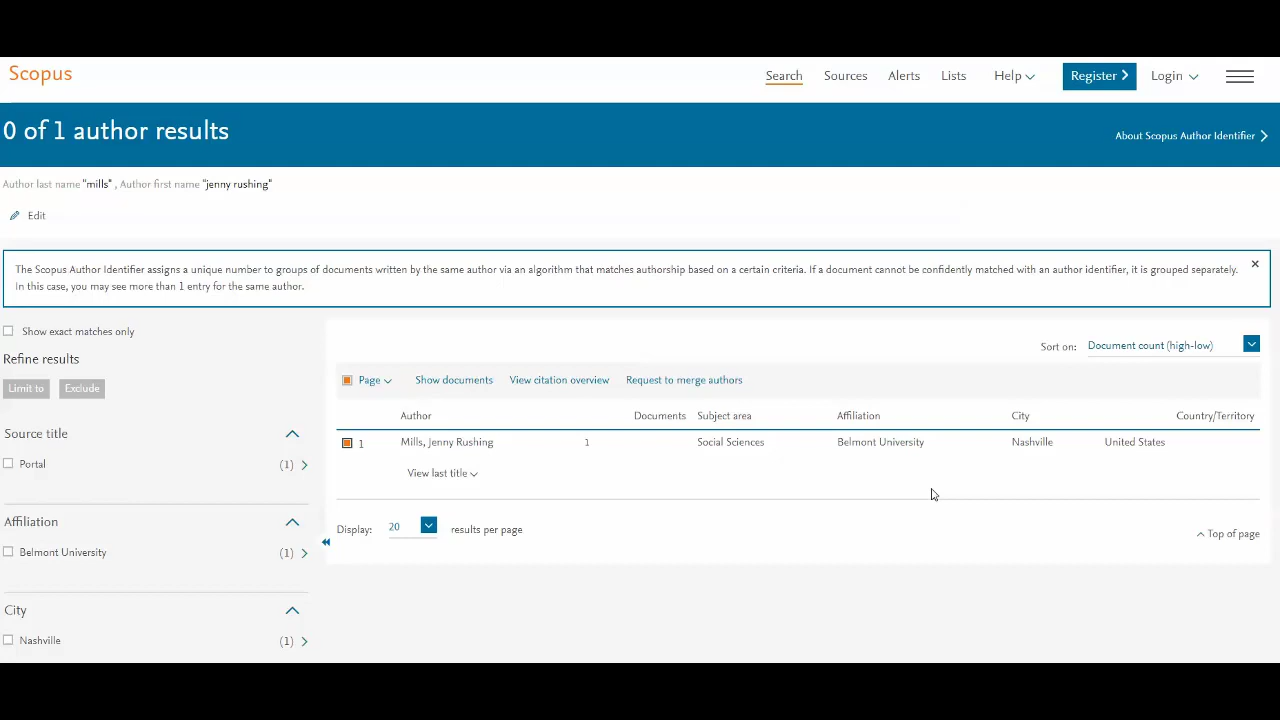 Scopus
Search Sources Alerts Lists Help Register Login
0 of 1 author results
About Scopus Author Identifier
Author last name "mills" , Author first name "jenny rushing"
Edit
The Scopus Author Identifier assigns a unique number to groups of documents written by the same author via an algorithm that matches authorship based on a certain criteria. If a document cannot be confidently matched with an author identifier, it is grouped separately.
In this case, you may see more than 1 entry for the same author.
Show exact matches only
Refine results
Limit to Exclude
Source title
Portal (1)
Affiliation
Belmont University (1)
City
Nashville (1)
Sort on: Document count (high-low)
Page Show documents View citation overview Request to merge authors
Author Documents Subject area Affiliation City Country/Territory
1 Mills, Jenny Rushing 1 Social Sciences Belmont University Nashville United States
View last title
Display: 20 results per page
Top of page